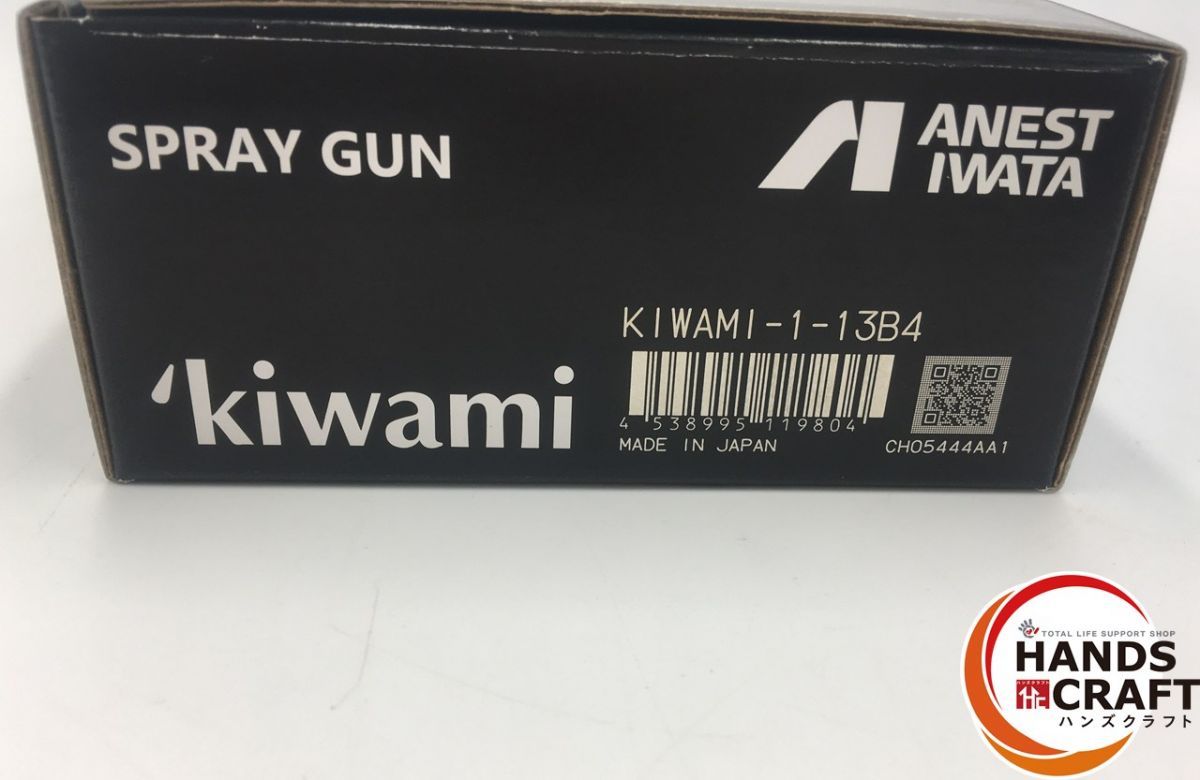 SPRAY GUN
ANEST
IWATA
KIWAMI-1-13B4
kiwami
4 538995 119804
MADE IN JAPAN
CH05444AA1
TOTAL LIFE SUPPORT SHOP
HANDS
CRAFT
ハンズクラフト